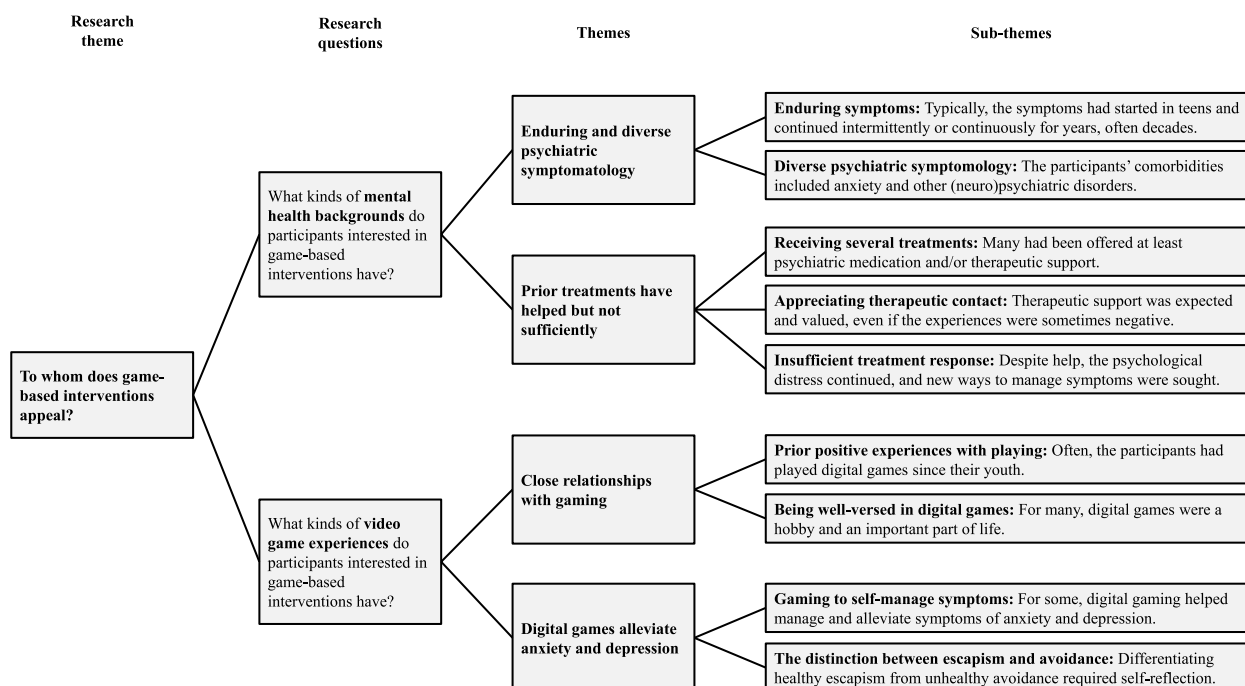 Research
theme
Research
questions
Themes
Sub-themes
To whom does game-
based interventions
appeal?
What kinds of mental
health backgrounds do
participants interested in
game-based
interventions have?
Enduring and diverse
psychiatric
symptomatology
Enduring symptoms: Typically, the symptoms had started in teens and
continued intermittently or continuously for years, often decades.
Diverse psychiatric symptomology: The participants’ comorbidities
included anxiety and other (neuro)psychiatric disorders.
Prior treatments have
helped but not
sufficiently
Receiving several treatments: Many had been offered at least
psychiatric medication and/or therapeutic support.
Appreciating therapeutic contact: Therapeutic support was expected
and valued, even if the experiences were sometimes negative.
Insufficient treatment response: Despite help, the psychological
distress continued, and new ways to manage symptoms were sought.
What kinds of video
game experiences do
participants interested in
game-based
interventions have?
Close relationships
with gaming
Prior positive experiences with playing: Often, the participants had
played digital games since their youth.
Being well-versed in digital games: For many, digital games were a
hobby and an important part of life.
Digital games alleviate
anxiety and depression
Gaming to self-manage symptoms: For some, digital gaming helped
manage and alleviate symptoms of anxiety and depression.
The distinction between escapism and avoidance: Differentiating
healthy escapism from unhealthy avoidance required self-reflection.